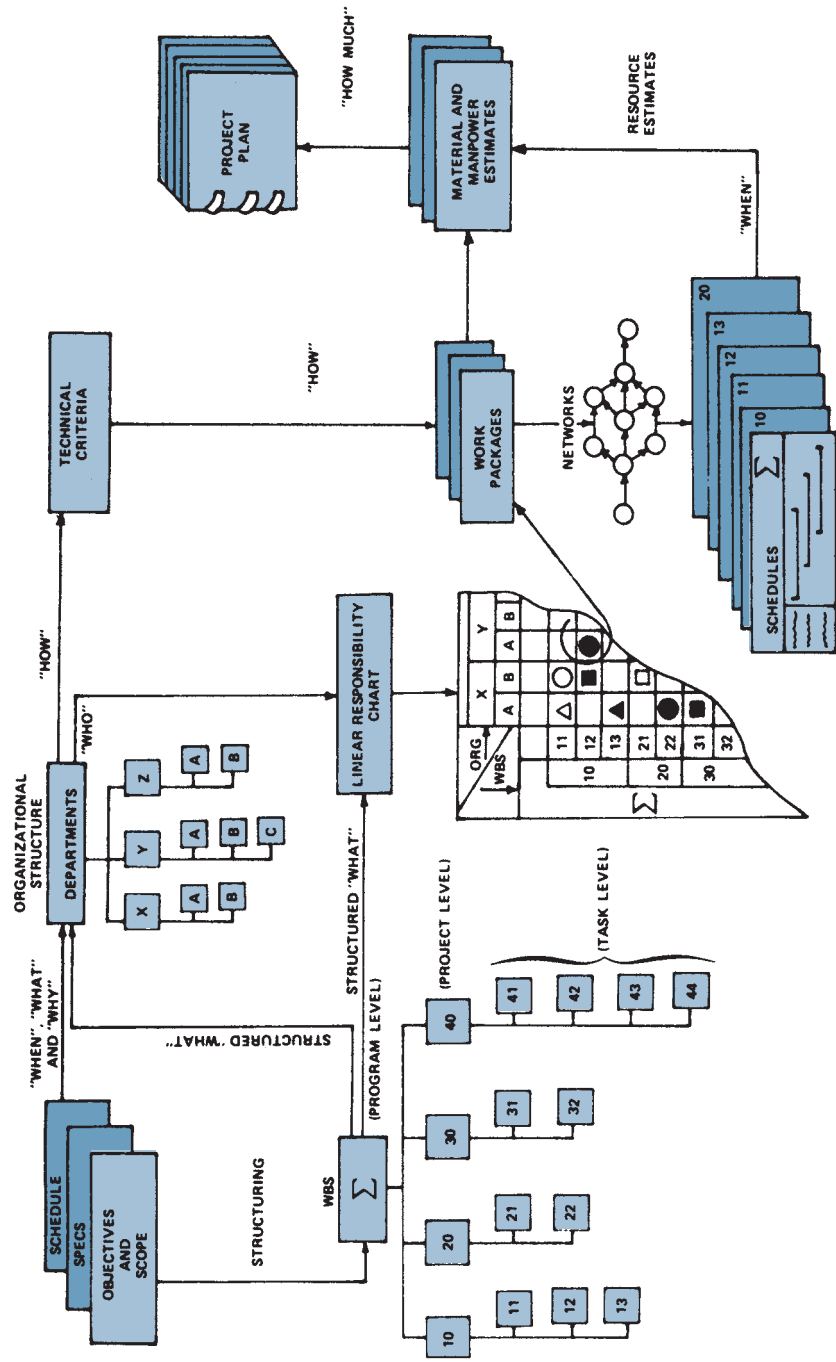 SCHEDULE
SPECS
OBJECTIVES
AND
SCOPE
"WHEN", "WHAT"
AND "WHY"
STRUCTURING
STRUCTURED 'WHAT"
ORGANIZATIONAL
STRUCTURE
DEPARTMENTS
X
Y
Z
A
B
A
B
C
A
B
"HOW"
"WHO"
TECHNICAL
CRITERIA
"HOW"
PROJECT
PLAN
"HOW MUCH"
WBS
Σ
(PROGRAM LEVEL)
STRUCTURED "WHAT"
LINEAR RESPONSIBILITY
CHART
WORK
PACKAGES
MATERIAL AND
MANPOWER
ESTIMATES
RESOURCE
ESTIMATES
10
20
30
40
(PROJECT LEVEL)
11
12
13
21
22
31
32
41
42
43
44
(TASK LEVEL)
ORG
WBS
X
Y
A
B
A
B
Σ
10
11
12
13
20
21
22
30
31
32
NETWORKS
"WHEN"
20
13
12
11
10
SCHEDULES
Σ